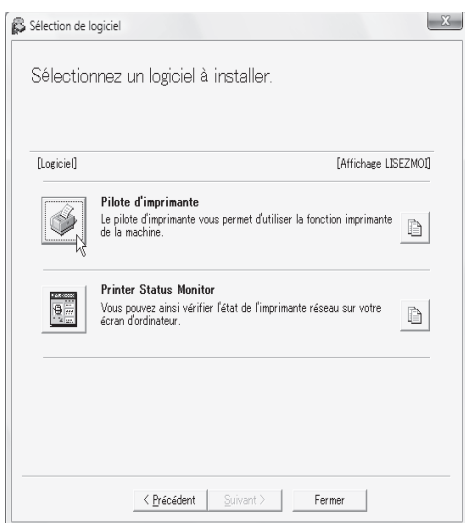 Sélection de logiciel
Sélectionnez un logiciel à installer.
[Logiciel] [Affichage LISEZMOI]
Pilote d'imprimante
Le pilote d'imprimante vous permet d'utiliser la fonction imprimante
de la machine.
Printer Status Monitor
Vous pouvez ainsi vérifier l'état de l'imprimante réseau sur votre
écran d'ordinateur.
< Précédent Suivant > Fermer